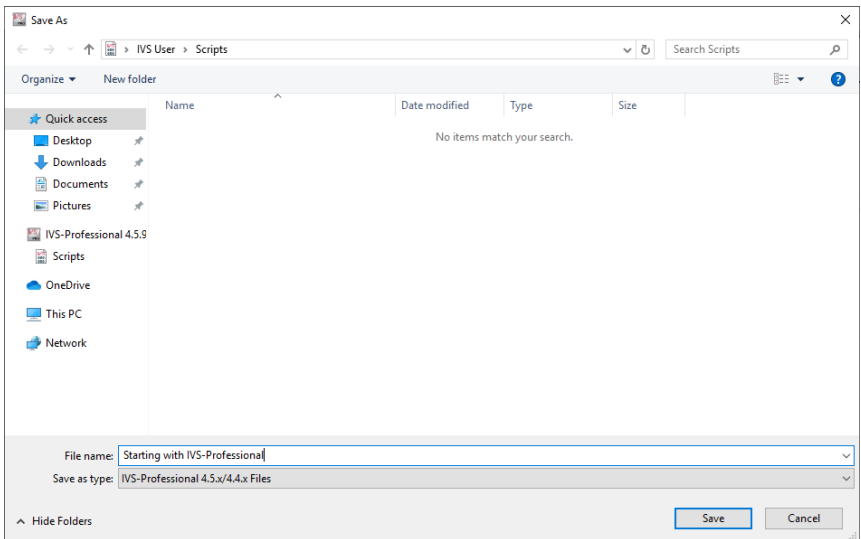 Save As
IVS User > Scripts
Search Scripts
Organize
New folder
Name
Date modified
Type
Size
No items match your search.
Quick access
Desktop
Downloads
Documents
Pictures
IVS-Professional 4.5.9
Scripts
OneDrive
This PC
Network
File name: Starting with IVS-Professional
Save as type: IVS-Professional 4.5.x/4.4.x Files
Hide Folders
Save
Cancel